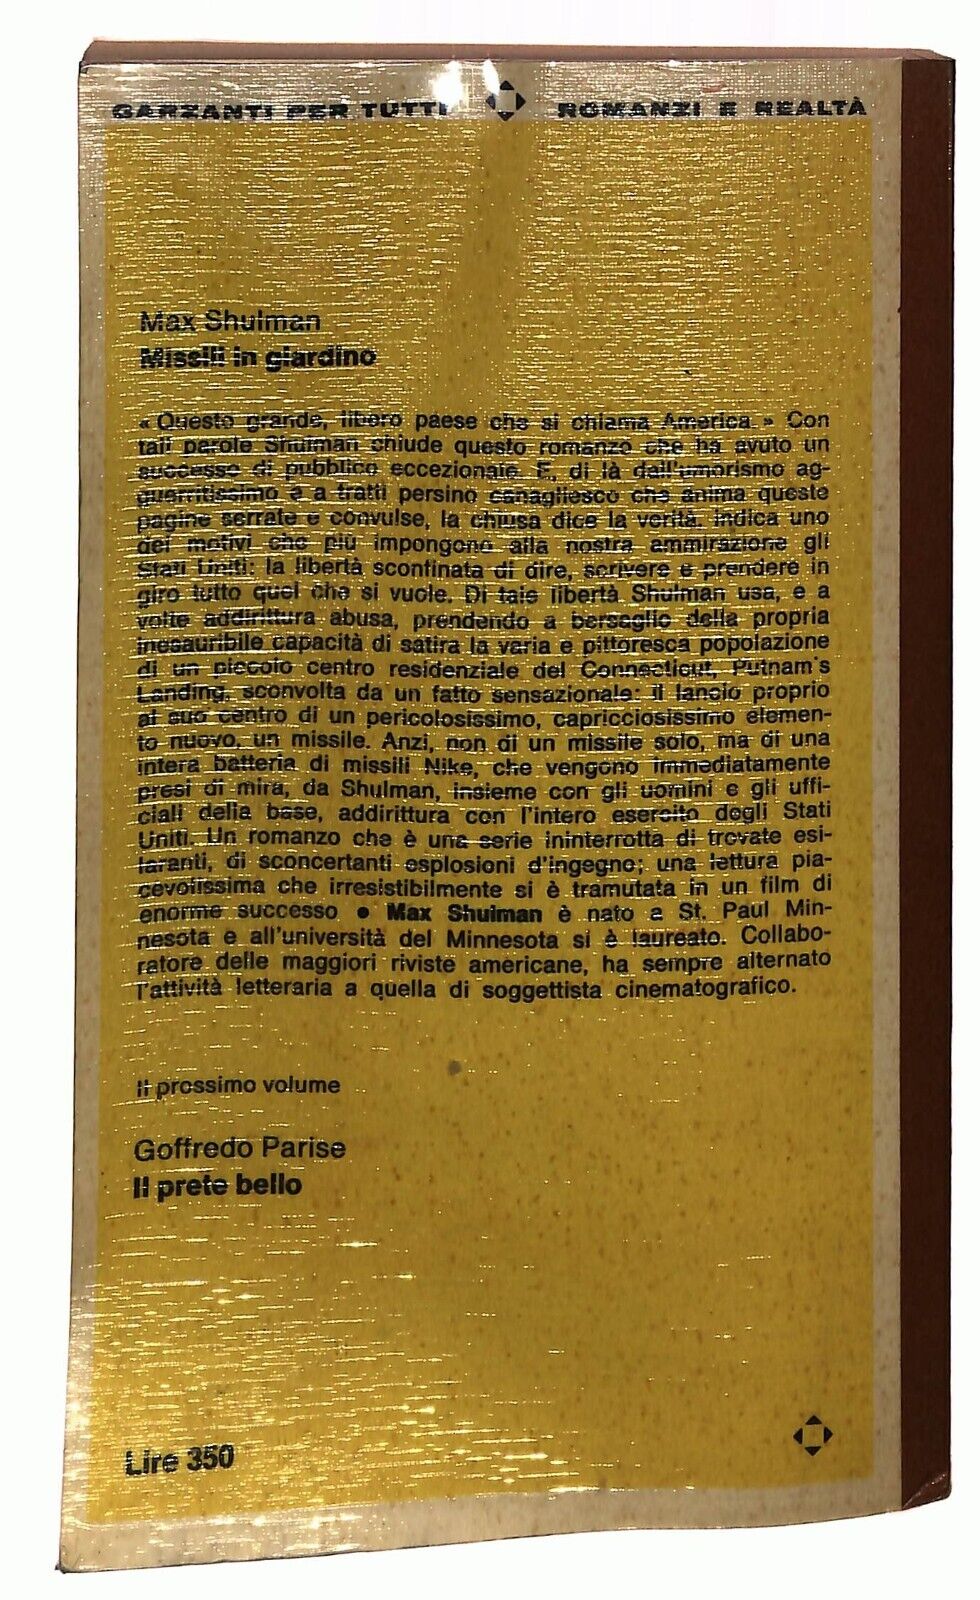 GARZANTI PER TUTTI ROMANZI E REALTÀ
Max Shulman
Missili in giardino
« Questo grande, libero paese che si chiama America. » Con
tali parole Shulman chiude questo romanzo che ha avuto un
successo di pubblico eccezionale. E, di là dall'umorismo ag-
guerritissimo e a tratti persino canagliesco che anima queste
pagine serrate e convulse, la chiusa dice la verità, indica uno
dei motivi che più impongono alla nostra ammirazione gli
Stati Uniti: la libertà sconfinata di dire, scrivere e prendere in
giro tutto quel che si vuole. Di tale libertà Shulman usa, e a
volte addirittura abusa, prendendo a bersaglio della propria
inesauribile capacità di satira la varia e pittoresca popolazione
di un piccolo centro residenziale del Connecticut, Putnam's
Landing, sconvolta da un fatto sensazionale: il lancio proprio
al suo centro di un pericolosissimo, capricciosissimo elemen-
to nuovo, un missile. Anzi, non di un missile solo, ma di una
intera batteria di missili Nike, che vengono immediatamente
presi di mira, da Shulman, insieme con gli uomini e gli uffi-
ciali della base, addirittura con l'intero esercito degli Stati
Uniti. Un romanzo che è una serie ininterrotta di trovate esi-
laranti, di sconcertanti esplosioni d'ingegno; una lettura pia-
cevolissima che irresistibilmente si è tramutata in un film di
enorme successo ● Max Shulman è nato a St. Paul Min-
nesota e all'università del Minnesota si è laureato. Collabo-
ratore delle maggiori riviste americane, ha sempre alternato
l'attività letteraria a quella di soggettista cinematografico.
Il prossimo volume
Goffredo Parise
Il prete bello
Lire 350